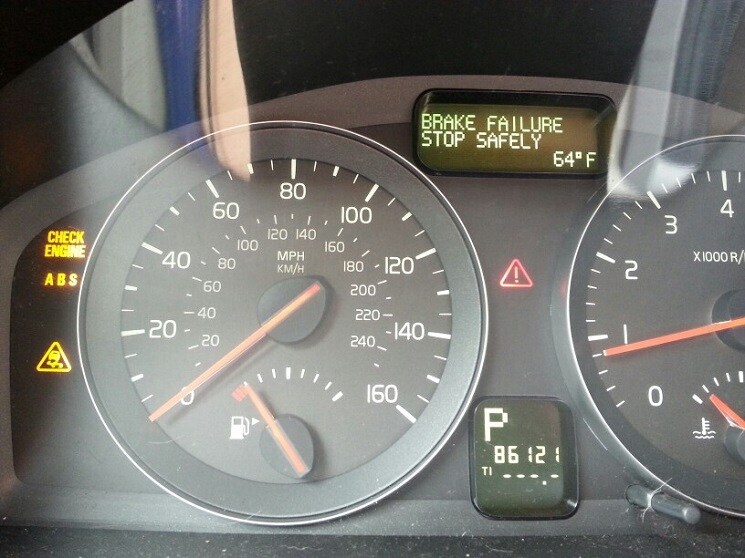 BRAKE FAILURE
STOP SAFELY
64°F
CHECK
ENGINE
ABS
0
20
40
60
80
100
120
140
160
20
40
60
80
100
120
140
160
180
200
220
240
MPH
KM/H
0
1
2
3
4
X1000R/
P
86121
T1 ----.-